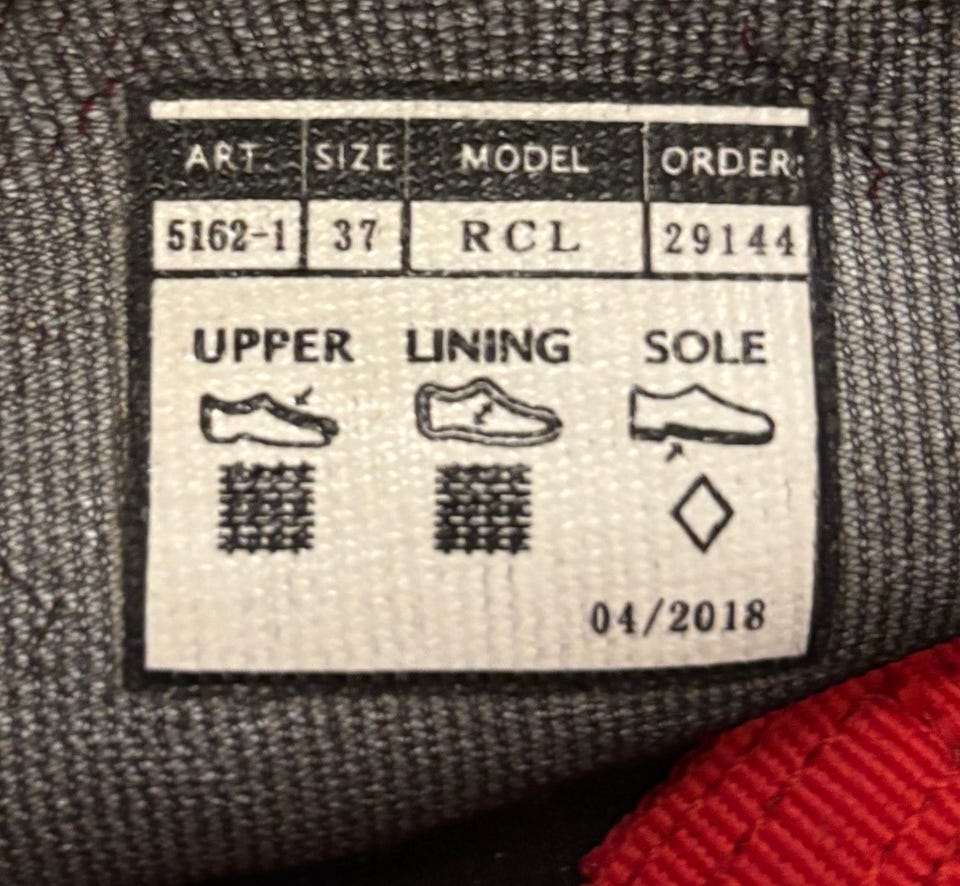 ART. SIZE MODEL ORDER:
5162-1 37 RCL 29144
UPPER LINING SOLE
04/2018